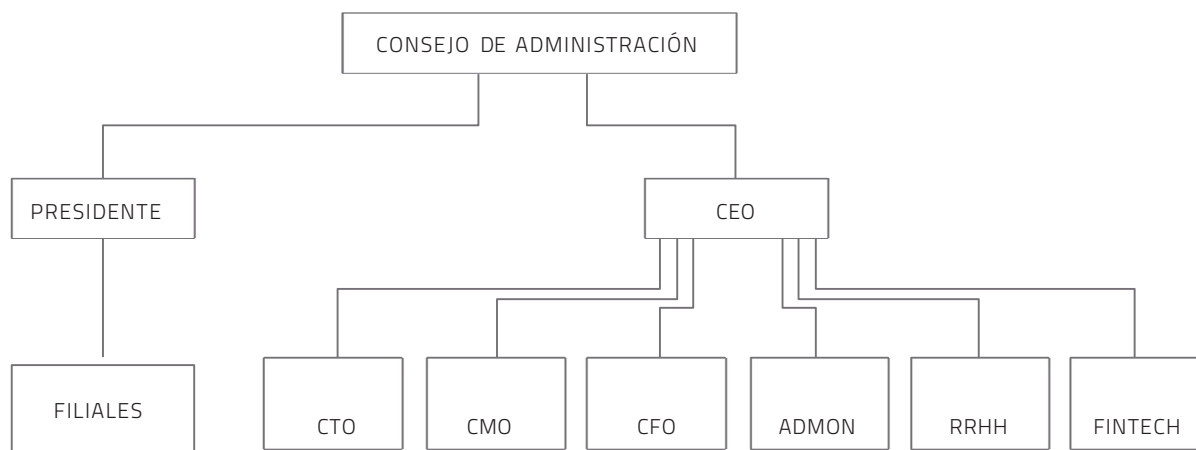 CONSEJO DE ADMINISTRACIÓN
PRESIDENTE
CEO
FILIALES
CTO
CMO
CFO
ADMON
RRHH
FINTECH